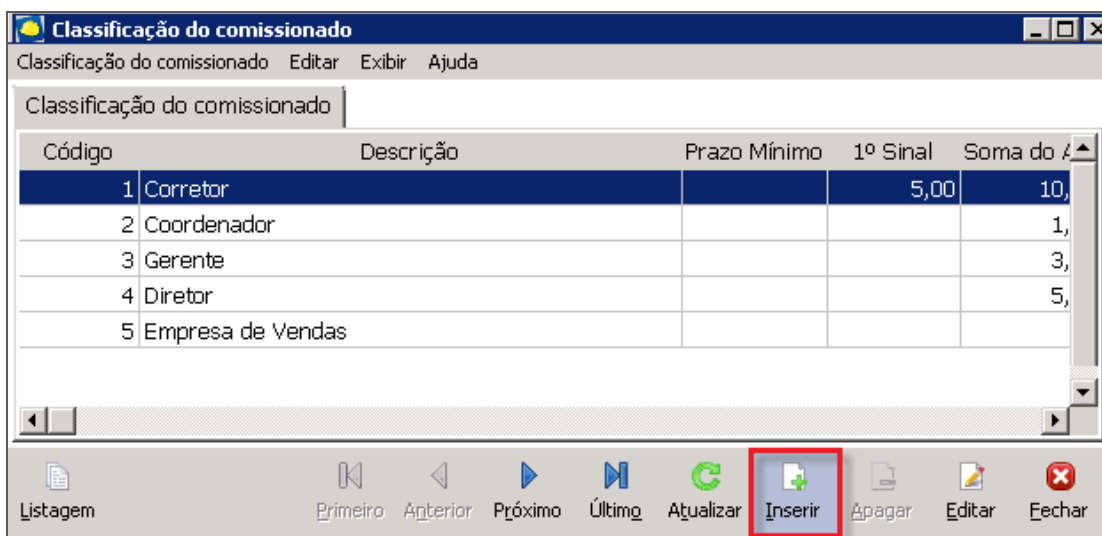 Classificação do comissionado
Classificação do comissionado Editar Exibir Ajuda
Classificação do comissionado
Código Descrição Prazo Mínimo 1º Sinal Soma do
1 Corretor 5,00 10,
2 Coordenador 1,
3 Gerente 3,
4 Diretor 5,
5 Empresa de Vendas
Listagem Primeiro Anterior Próximo Último Atualizar Inserir Apagar Editar Fechar